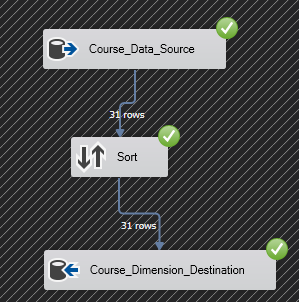 Course_Data_Source
31 rows
Sort
31 rows
Course_Dimension_Destination